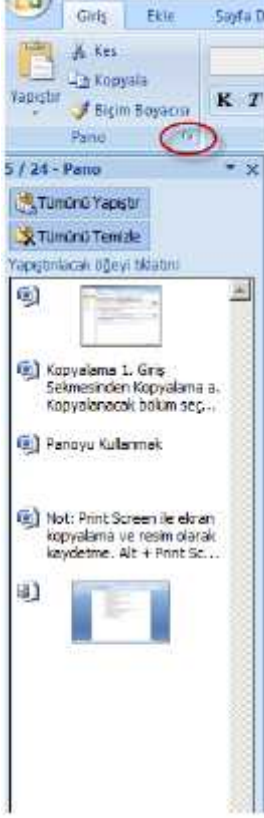 Giriş Ekle Sayfa D
Kes
Kopyala
Yapıştır
Biçim Boyacısı
K T
Pano
5 / 24 - Pano
Tümünü Yapıştır
Tümünü Temizle
Yapıştırılacak öğeyi tıklatın:
Kopyalama 1. Giriş
Sekmesinden Kopyalama a.
Kopyalanacak bölüm seç...
Panoyu Kullanmak
Not: Print Screen ile ekran
kopyalama ve resim olarak
kaydetme. Alt + Print Sc...